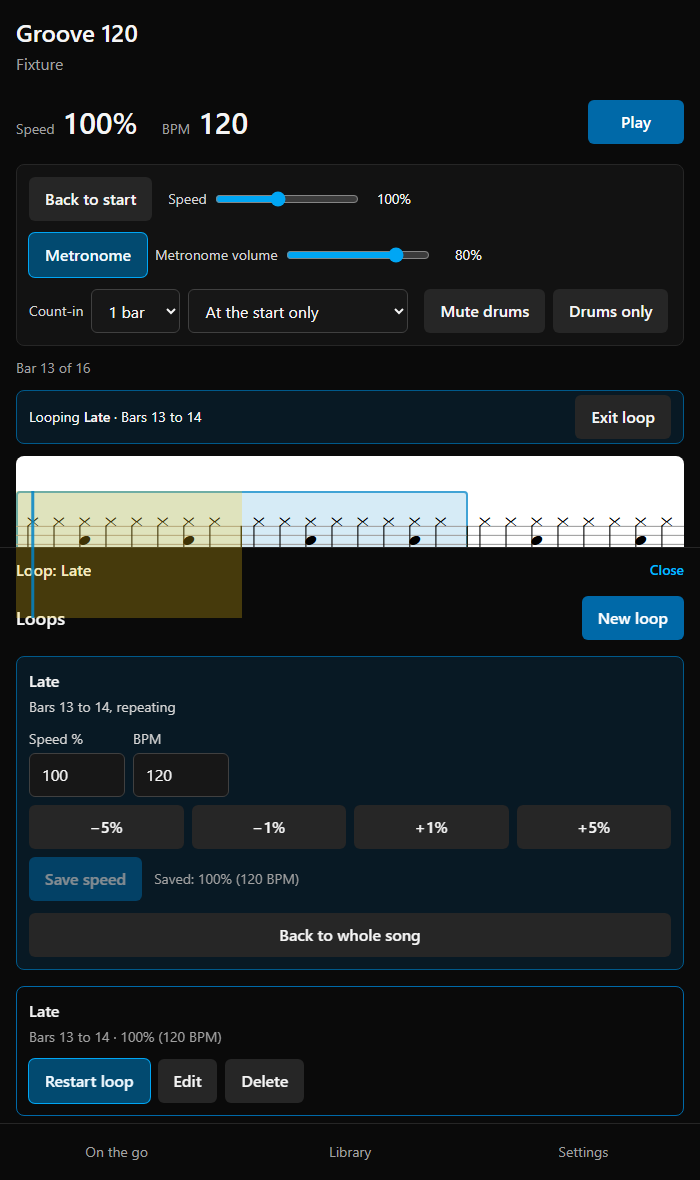 Groove 120
Fixture
Speed 100% BPM 120
Play
Back to start Speed 100%
Metronome Metronome volume 80%
Count-in 1 bar At the start only Mute drums Drums only
Bar 13 of 16
Looping Late · Bars 13 to 14 Exit loop
Loop: Late Close
Loops New loop
Late
Bars 13 to 14, repeating
Speed % BPM
100 120
−5% −1% +1% +5%
Save speed Saved: 100% (120 BPM)
Back to whole song
Late
Bars 13 to 14 · 100% (120 BPM)
Restart loop Edit Delete
On the go Library Settings